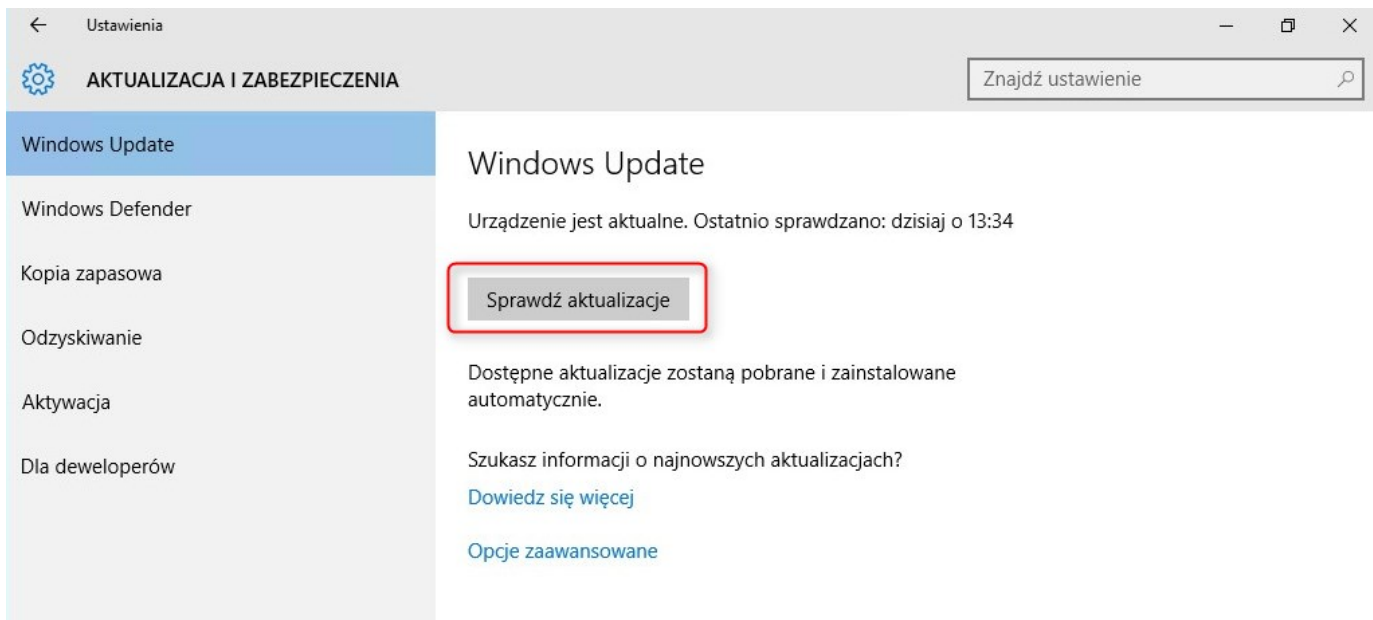 Ustawienia
AKTUALIZACJA I ZABEZPIECZENIA
Znajdź ustawienie
Windows Update
Windows Defender
Kopia zapasowa
Odzyskiwanie
Aktywacja
Dla deweloperów
Windows Update
Urządzenie jest aktualne. Ostatnio sprawdzano: dzisiaj o 13:34
Sprawdź aktualizacje
Dostępne aktualizacje zostaną pobrane i zainstalowane
automatycznie.
Szukasz informacji o najnowszych aktualizacjach?
Dowiedz się więcej
Opcje zaawansowane